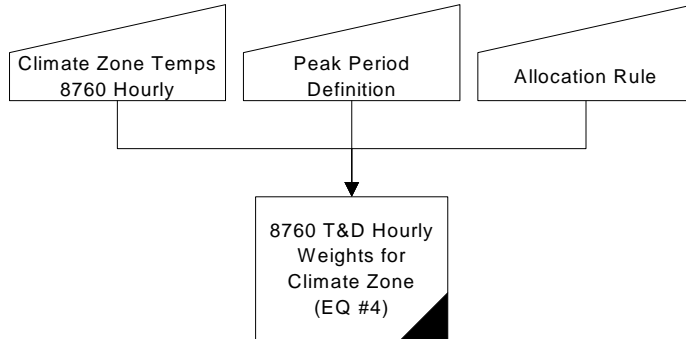 Climate Zone Temps
8760 Hourly
Peak Period
Definition
Allocation Rule
8760 T&D Hourly
Weights for
Climate Zone
(EQ #4)